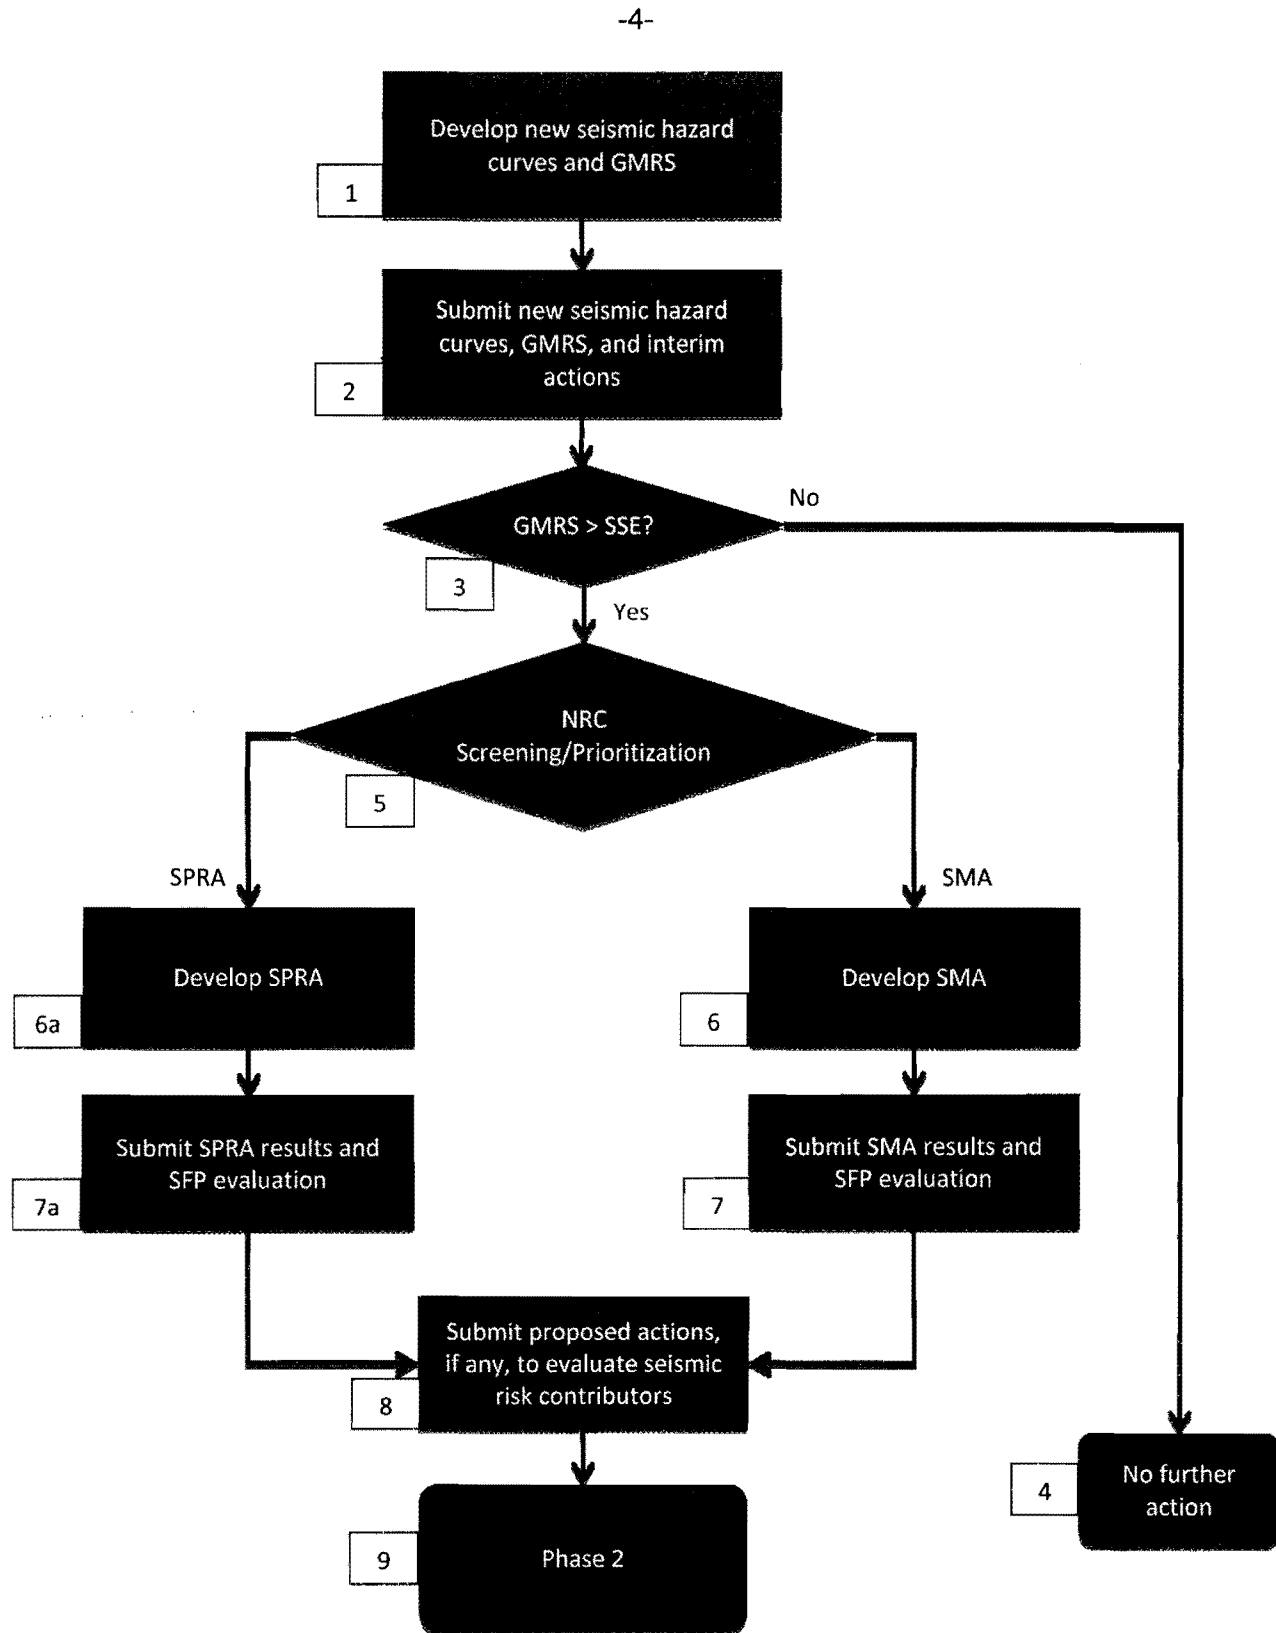 -4-
Develop new seismic hazard
curves and GMRS
1
Submit new seismic hazard
curves, GMRS, and interim
actions
2
No
GMRS > SSE?
3
Yes
NRC
Screening/Prioritization
5
SPRA
SMA
Develop SPRA
6a
Develop SMA
6
Submit SPRA results and
SFP evaluation
7a
Submit SMA results and
SFP evaluation
7
Submit proposed actions,
if any, to evaluate seismic
risk contributors
8
No further
action
4
Phase 2
9